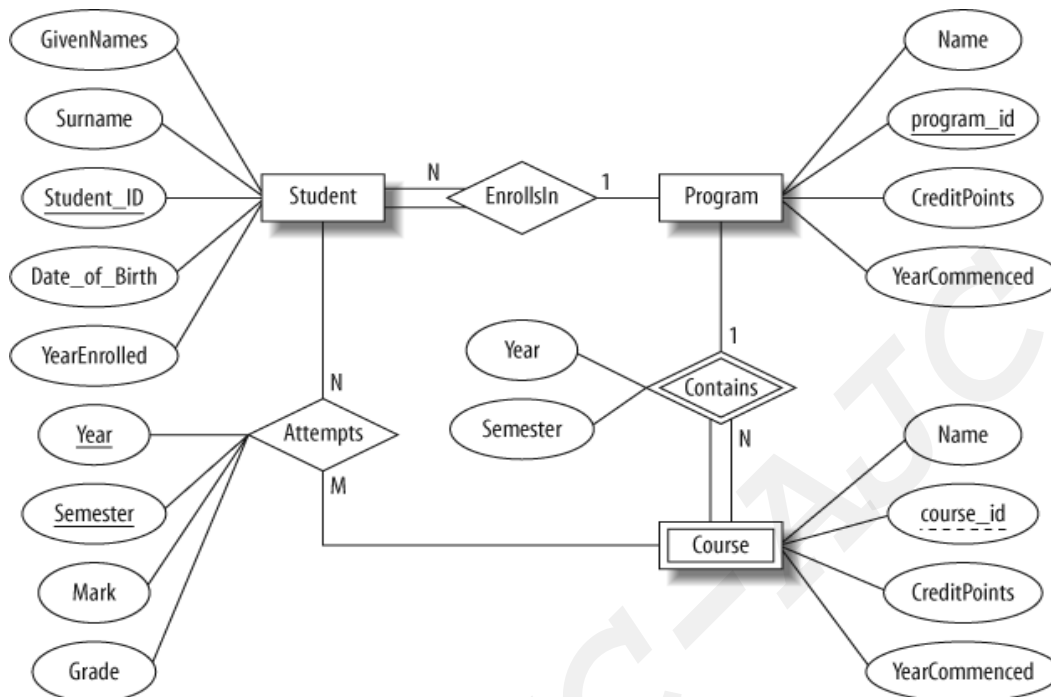 GivenNames
Surname
Student_ID
Date_of_Birth
YearEnrolled
Student
N
EnrollsIn
1
Program
Name
program_id
CreditPoints
YearCommenced
Year
Semester
1
Contains
N
N
Attempts
M
Year
Semester
Mark
Grade
Course
Name
course_id
CreditPoints
YearCommenced